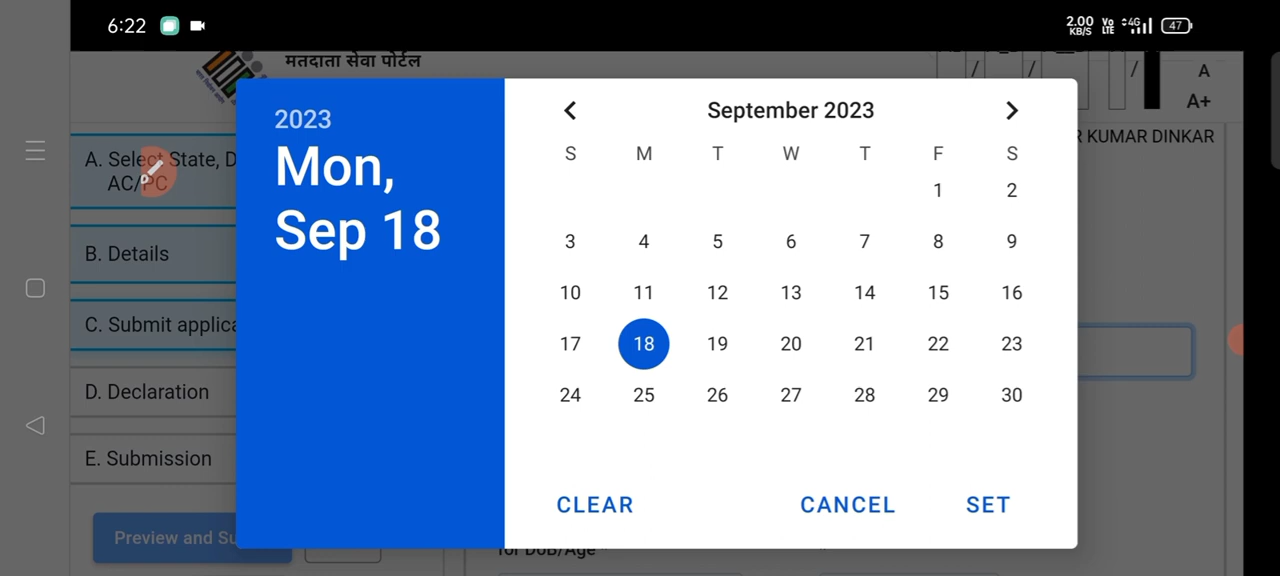 6:22
2.00 KB/S Vo LTE 4G 47
मतदाता सेवा पोर्टल
/ / /
A
A+
R KUMAR DINKAR
A. Select State, D
AC/PC
B. Details
C. Submit applica
D. Declaration
E. Submission
Preview and Su
2023
Mon,
Sep 18
September 2023
S M T W T F S
1 2
3 4 5 6 7 8 9
10 11 12 13 14 15 16
17 18 19 20 21 22 23
24 25 26 27 28 29 30
CLEAR CANCEL SET
for DoB/Age *